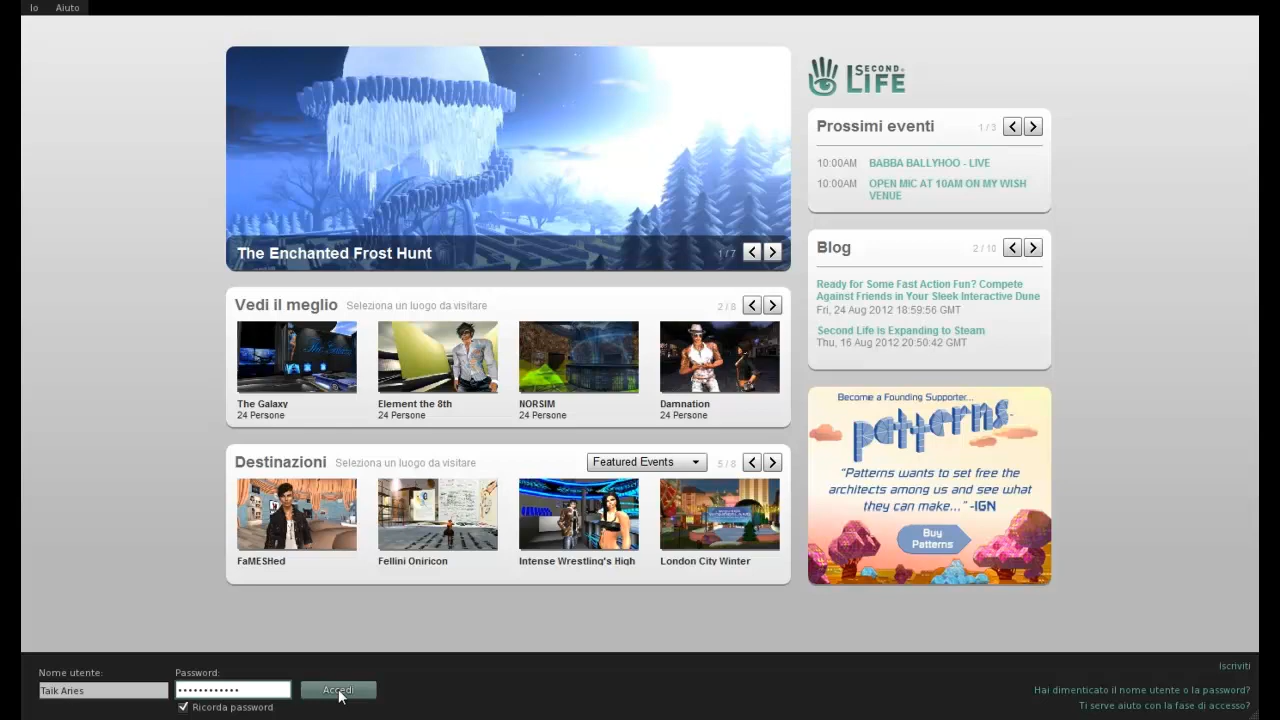 Io Aiuto
The Enchanted Frost Hunt 1 / 7
SECOND LIFE
Prossimi eventi 1 / 3
10:00AM BABBA BALLYHOO - LIVE
10:00AM OPEN MIC AT 10AM ON MY WISH
VENUE
Blog 2 / 10
Ready for Some Fast Action Fun? Compete
Against Friends in Your Sleek Interactive Dune
Fri, 24 Aug 2012 18:59:56 GMT
Second Life is Expanding to Steam
Thu, 16 Aug 2012 20:50:42 GMT
Vedi il meglio Seleziona un luogo da visitare 2 / 8
The Galaxy
24 Persone
Element the 8th
24 Persone
NORSIM
24 Persone
Damnation
24 Persone
Destinazioni Seleziona un luogo da visitare Featured Events 5 / 8
FaMESHed
Fellini Oniricon
Intense Wrestling's High
London City Winter
Become a Founding Supporter...
patterns
"Patterns wants to set free the
architects among us and see what
they can make..." -IGN
Buy
Patterns
Nome utente: Password:
Taik Aries •••••••••••• Accedi
Ricorda password
Iscriviti
Hai dimenticato il nome utente o la password?
Ti serve aiuto con la fase di accesso?